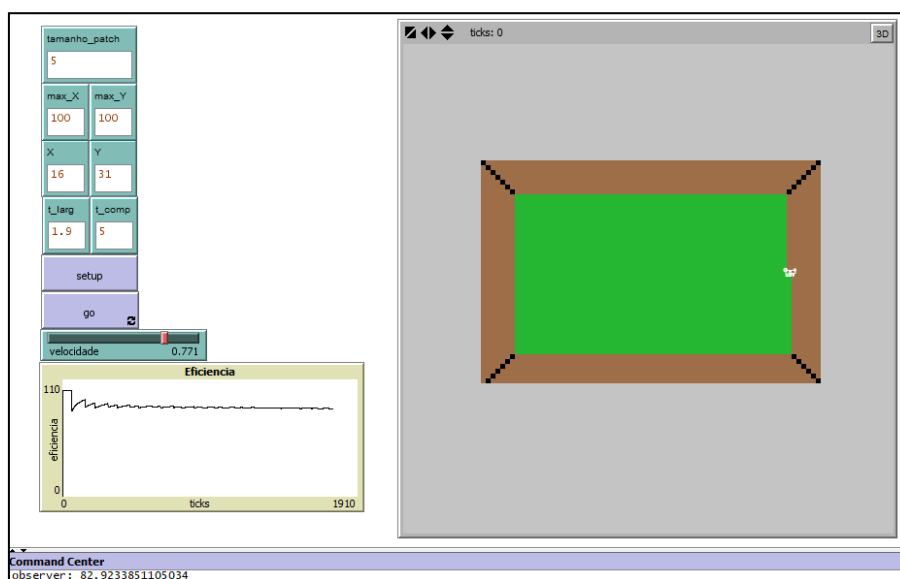 tamanho_patch
5
max_X max_Y
100 100
X Y
16 31
t_larg t_comp
1.9 5
setup
go
velocidade 0.771
Eficiencia
110
eficiencia
0
0 ticks 1910
ticks: 0
3D
Command Center
observer: 82.9233851105034